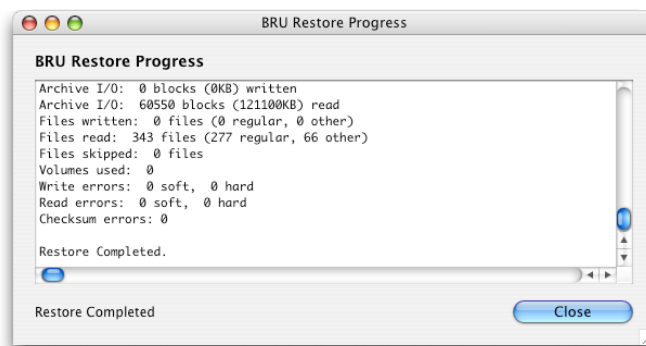 BRU Restore Progress
BRU Restore Progress
Archive I/O:  0 blocks (0KB) written
Archive I/O:  60550 blocks (121100KB) read
Files written:  0 files (0 regular, 0 other)
Files read:  343 files (277 regular, 66 other)
Files skipped:  0 files
Volumes used:  0
Write errors:  0 soft,  0 hard
Read errors:  0 soft,  0 hard
Checksum errors: 0
Restore Completed.
Restore Completed
Close